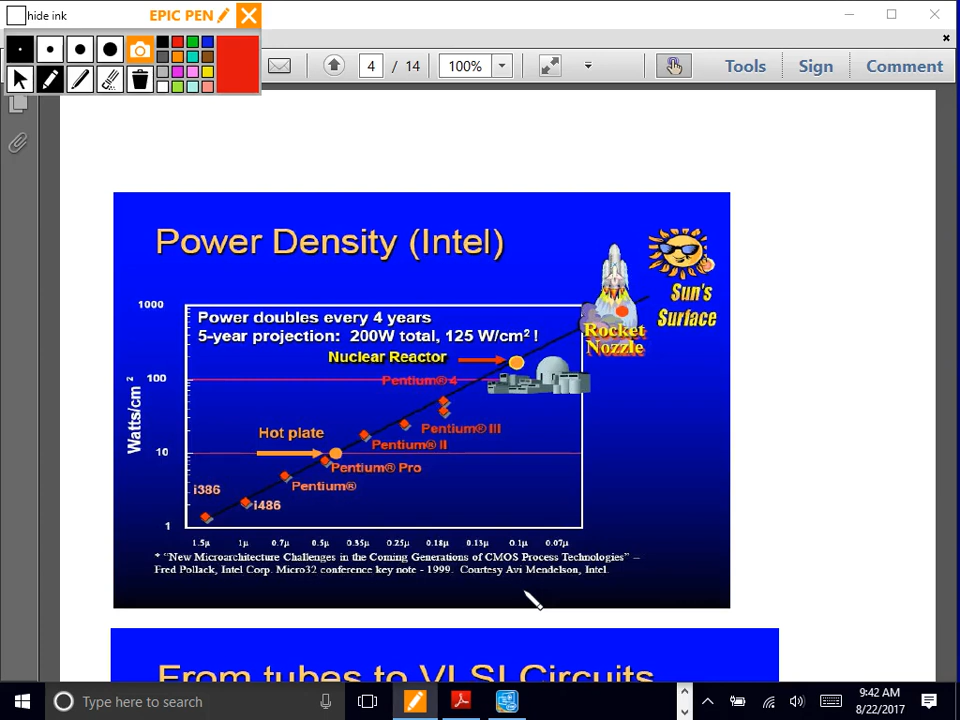 hide ink
EPIC PEN
4 / 14
100%
Tools
Sign
Comment
Power Density (Intel)
Sun's
Surface
1000
Power doubles every 4 years
5-year projection: 200W total, 125 W/cm² !
Rocket
Nozzle
Nuclear Reactor
100
Pentium® 4
Watts/cm²
Hot plate
Pentium® III
Pentium® II
10
Pentium® Pro
Pentium®
i386
i486
1
1.5µ 1µ 0.7µ 0.5µ 0.35µ 0.25µ 0.18µ 0.13µ 0.1µ 0.07µ
* "New Microarchitecture Challenges in the Coming Generations of CMOS Process Technologies" –
Fred Pollack, Intel Corp. Micro32 conference key note - 1999. Courtesy Avi Mendelson, Intel.
From tubes to VLSI Circuits
Type here to search
9:42 AM
8/22/2017